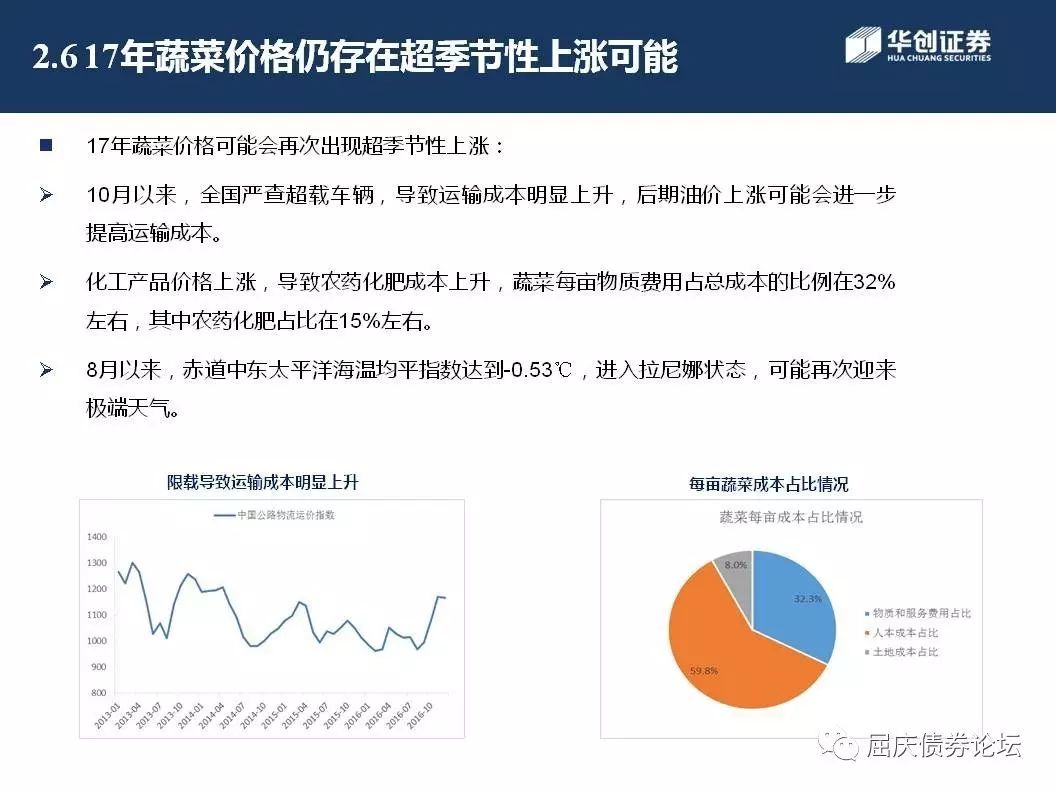 2.6 17年蔬菜价格仍存在超季节性上涨可能
华创证券
HUA CHUANG SECURITIES
17年蔬菜价格可能会再次出现超季节性上涨：
10月以来，全国严查超载车辆，导致运输成本明显上升，后期油价上涨可能会进一步
提高运输成本。
化工产品价格上涨，导致农药化肥成本上升，蔬菜每亩物质费用占总成本的比例在32%
左右，其中农药化肥占比在15%左右。
8月以来，赤道中东太平洋海温均平指数达到-0.53℃，进入拉尼娜状态，可能再次迎来
极端天气。
限载导致运输成本明显上升
中国公路物流运价指数
1400
1300
1200
1100
1000
900
800
2013-01
2013-04
2013-07
2013-10
2014-01
2014-04
2014-07
2014-10
2015-01
2015-04
2015-07
2015-10
2016-01
2016-04
2016-07
2016-10
每亩蔬菜成本占比情况
蔬菜每亩成本占比情况
8.0%
32.3%
59.8%
物质和服务费用占比
人本成本占比
土地成本占比
屈庆债券论坛